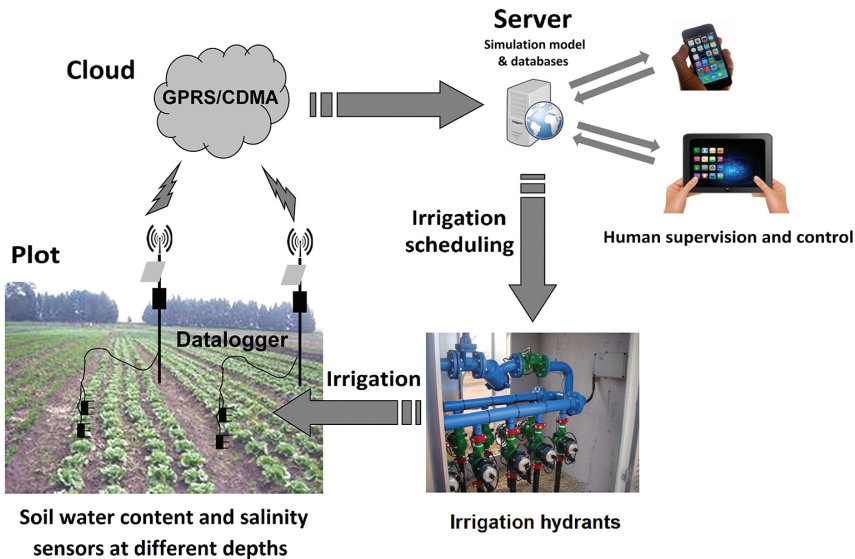 Server
Simulation model
& databases
Cloud
GPRS/CDMA
Irrigation
scheduling
Human supervision and control
Plot
Datalogger
Irrigation
Soil water content and salinity
sensors at different depths
Irrigation hydrants